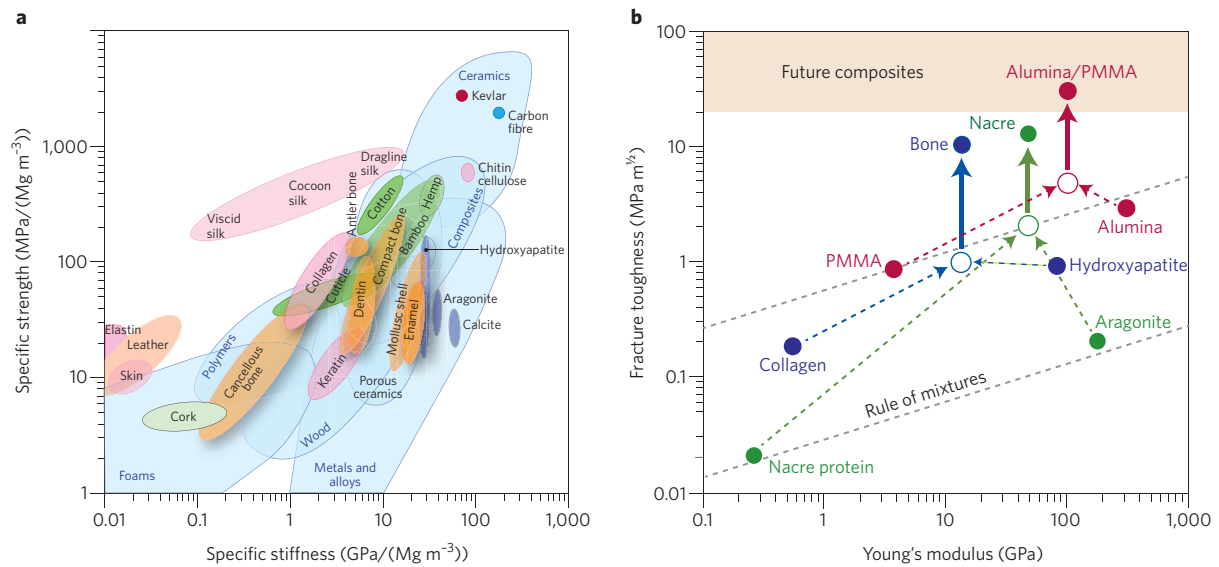 a
Specific strength (MPa/(Mg m⁻³))
1,000
100
10
1
0.01
0.1
1
10
100
1,000
Specific stiffness (GPa/(Mg m⁻³))
Ceramics
Kevlar
Carbon
fibre
Dragline
silk
Cocoon
silk
Viscid
silk
Chitin
cellulose
Antler bone
Cotton
Hemp
Bamboo
Composites
Compact bone
Hydroxyapatite
Collagen
Cuticle
Dentin
Mollusc shell
Enamel
Aragonite
Calcite
Elastin
Leather
Skin
Polymers
Cancellous
bone
Keratin
Porous
ceramics
Cork
Wood
Foams
Metals and
alloys
b
Fracture toughness (MPa m½)
100
10
1
0.1
0.01
0.1
1
10
100
1,000
Young's modulus (GPa)
Future composites
Alumina/PMMA
Nacre
Bone
Alumina
PMMA
Hydroxyapatite
Aragonite
Collagen
Rule of mixtures
Nacre protein